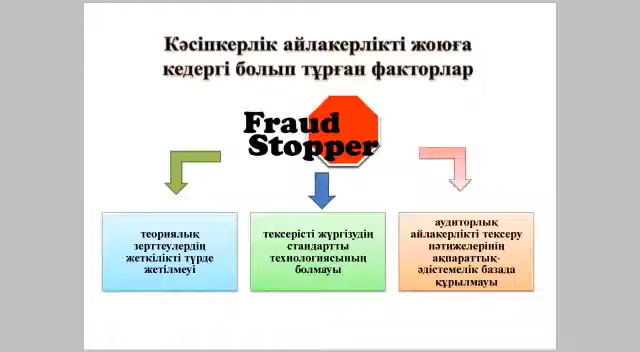 Кәсіпкерлік айлакерлікті жоюға
кедергі болып тұрған факторлар
Fraud
Stopper
теориялық
зерттеулердің
жеткілікті түрде
жетілмеуі
тексерісті жүргізудің
стандартты
технологиясының
болмауы
аудиторлық
айлакерлікті тексеру
нәтижелерінің
ақпараттық-
әдістемелік базада
құрылмауы